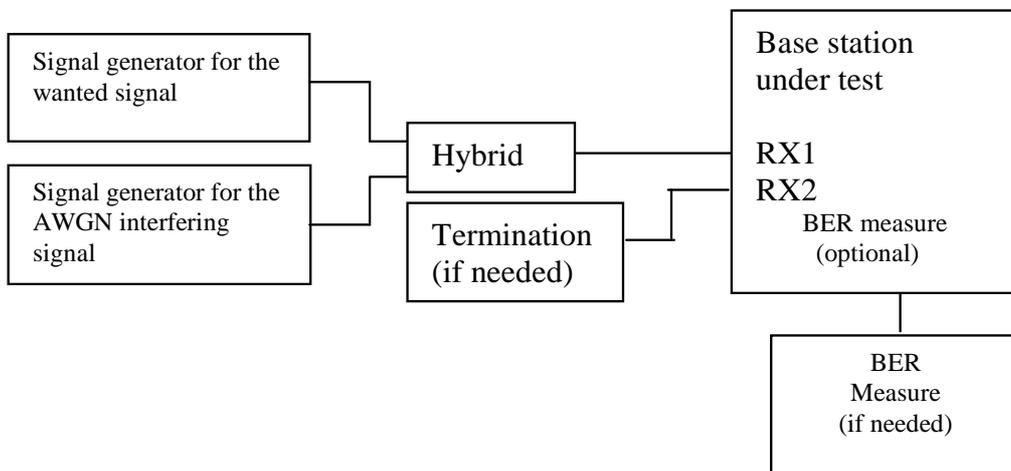 Signal generator for the
wanted signal
Signal generator for the
AWGN interfering
signal
Hybrid
Termination
(if needed)
Base station
under test
RX1
RX2
BER measure
(optional)
BER
Measure
(if needed)